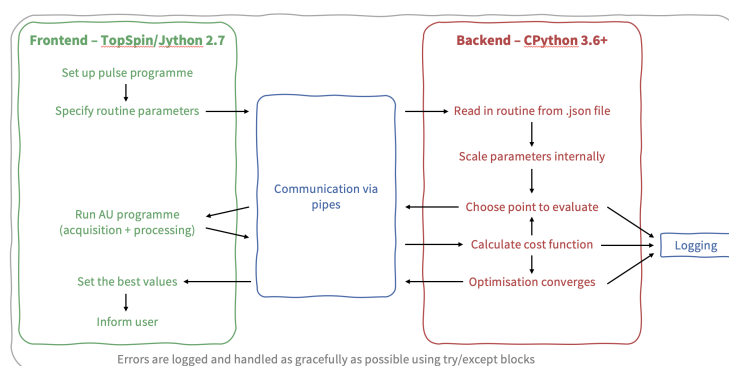 Frontend – TopSpin/Jython 2.7
Set up pulse programme
Specify routine parameters
Run AU programme
(acquisition + processing)
Set the best values
Inform user
Communication via
pipes
Backend – CPython 3.6+
Read in routine from .json file
Scale parameters internally
Choose point to evaluate
Calculate cost function
Optimisation converges
Logging
Errors are logged and handled as gracefully as possible using try/except blocks